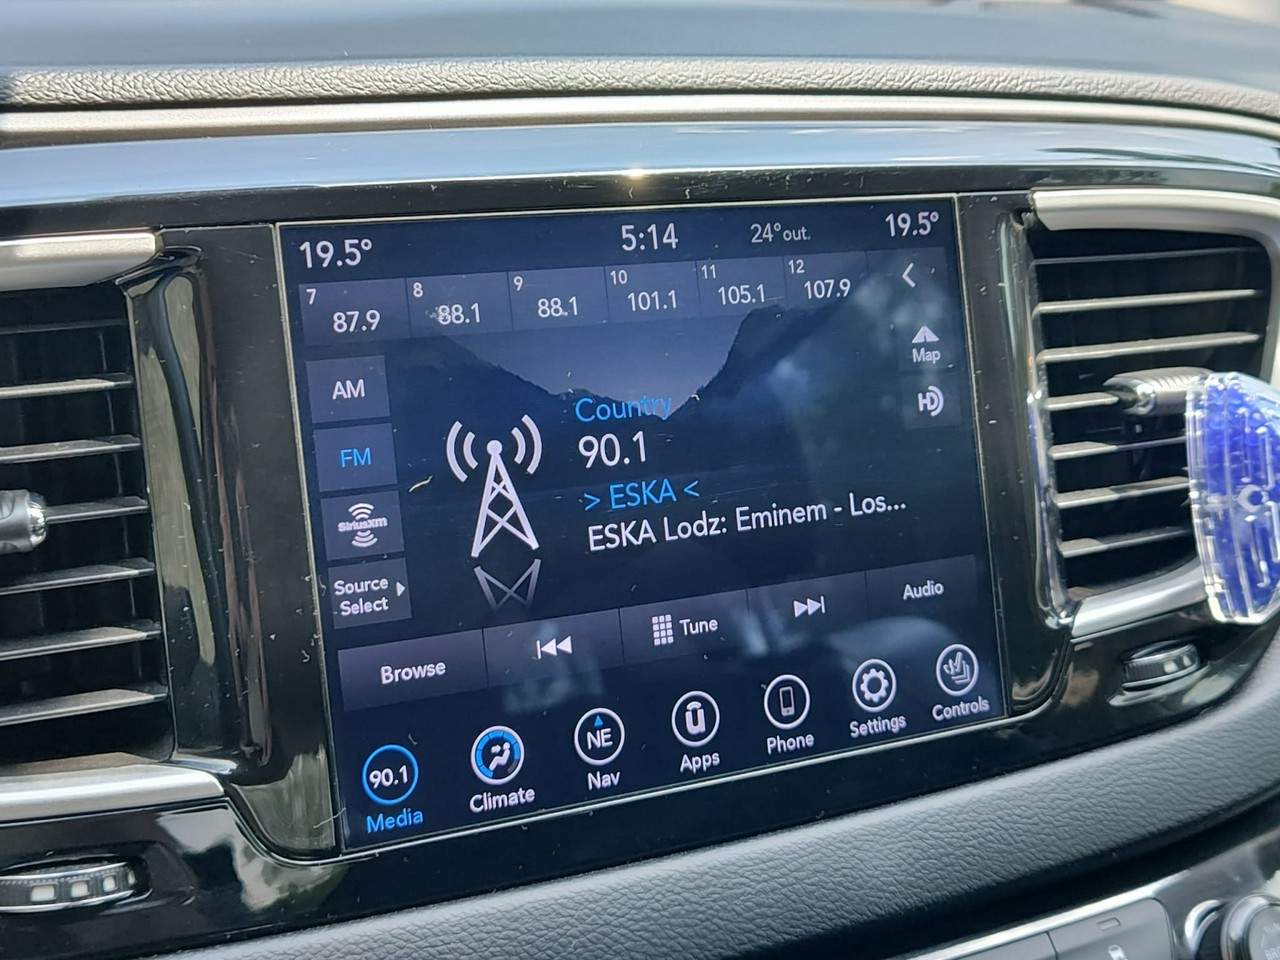 19.5° 5:14 24°out. 19.5°
7 87.9 8 88.1 9 88.1 10 101.1 11 105.1 12 107.9
AM
Map
HD
Country
FM
90.1
> ESKA <
SiriusXM
ESKA Lodz: Eminem - Los...
Source
Select
Browse Tune Audio
90.1 NE
Media Climate Nav Apps Phone Settings Controls